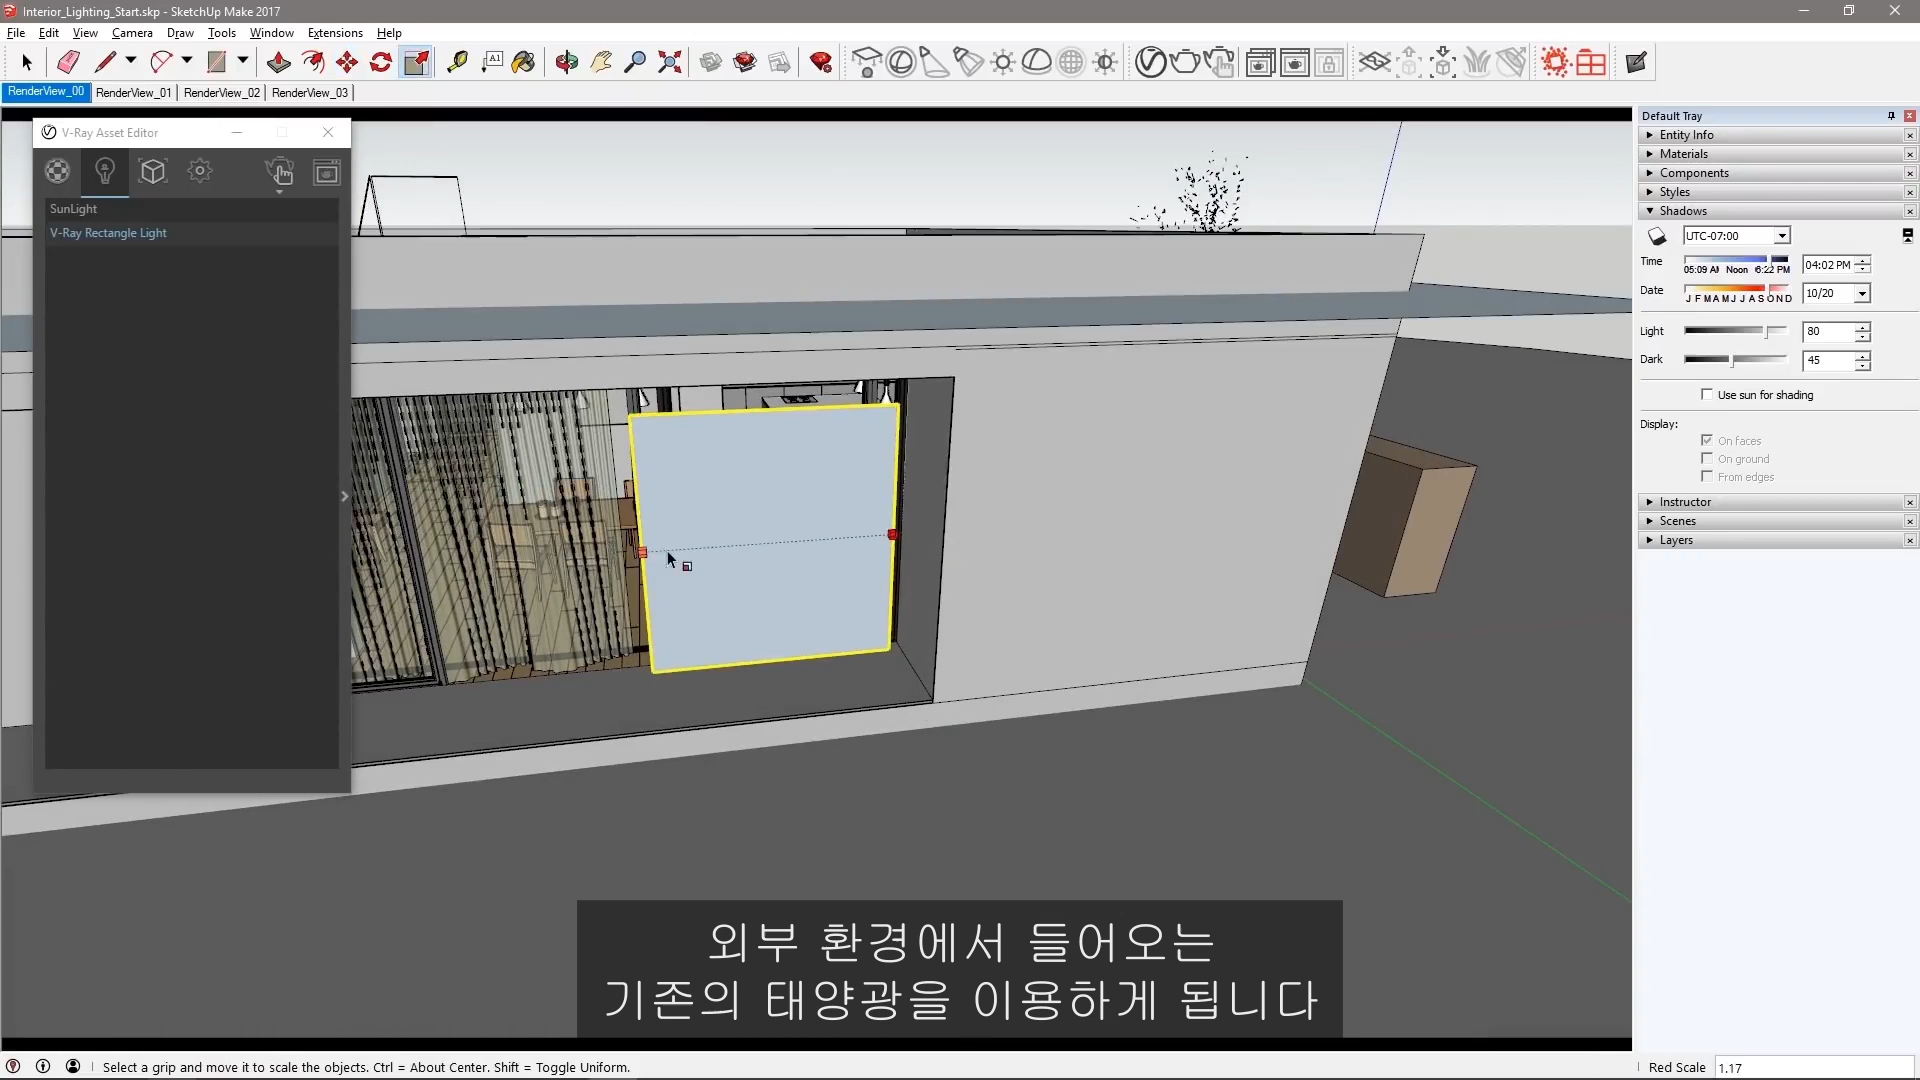 Interior_Lighting_Start.skp - SketchUp Make 2017
File Edit View Camera Draw Tools Window Extensions Help
A1
RenderView_00 RenderView_01 RenderView_02 RenderView_03
V-Ray Asset Editor
SunLight
V-Ray Rectangle Light
Default Tray
Entity Info
Materials
Components
Styles
Shadows
UTC-07:00
Time
05:09 AM Noon 6:22 PM
04:02 PM
Date
J F M A M J J A S O N D
10/20
Light
80
Dark
45
Use sun for shading
Display:
On faces
On ground
From edges
Instructor
Scenes
Layers
외부 환경에서 들어오는
기존의 태양광을 이용하게 됩니다
Select a grip and move it to scale the objects. Ctrl = About Center. Shift = Toggle Uniform.
Red Scale 1.17